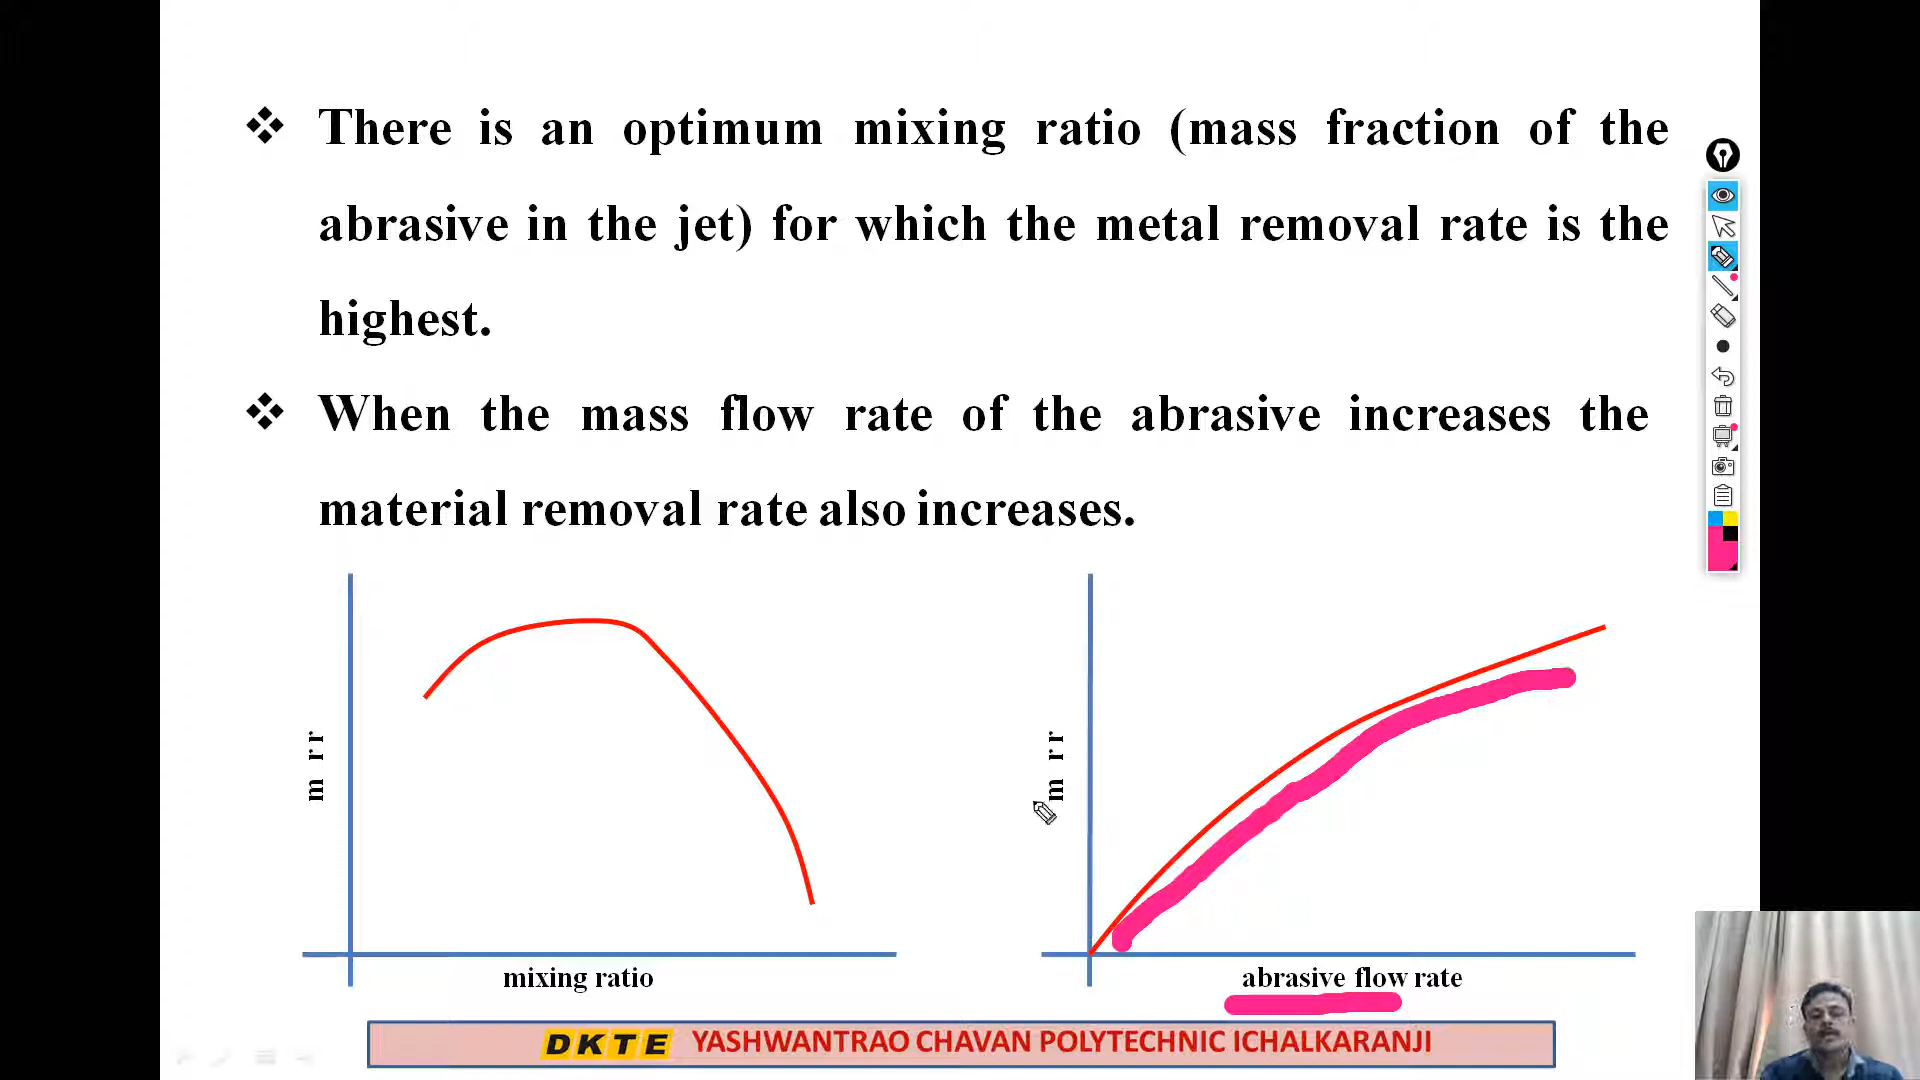 There is an optimum mixing ratio (mass fraction of the
abrasive in the jet) for which the metal removal rate is the
highest.
When the mass flow rate of the abrasive increases the
material removal rate also increases.
m rr
mixing ratio
m rr
abrasive flow rate
DKTE YASHWANTRAO CHAVAN POLYTECHNIC ICHALKARANJI